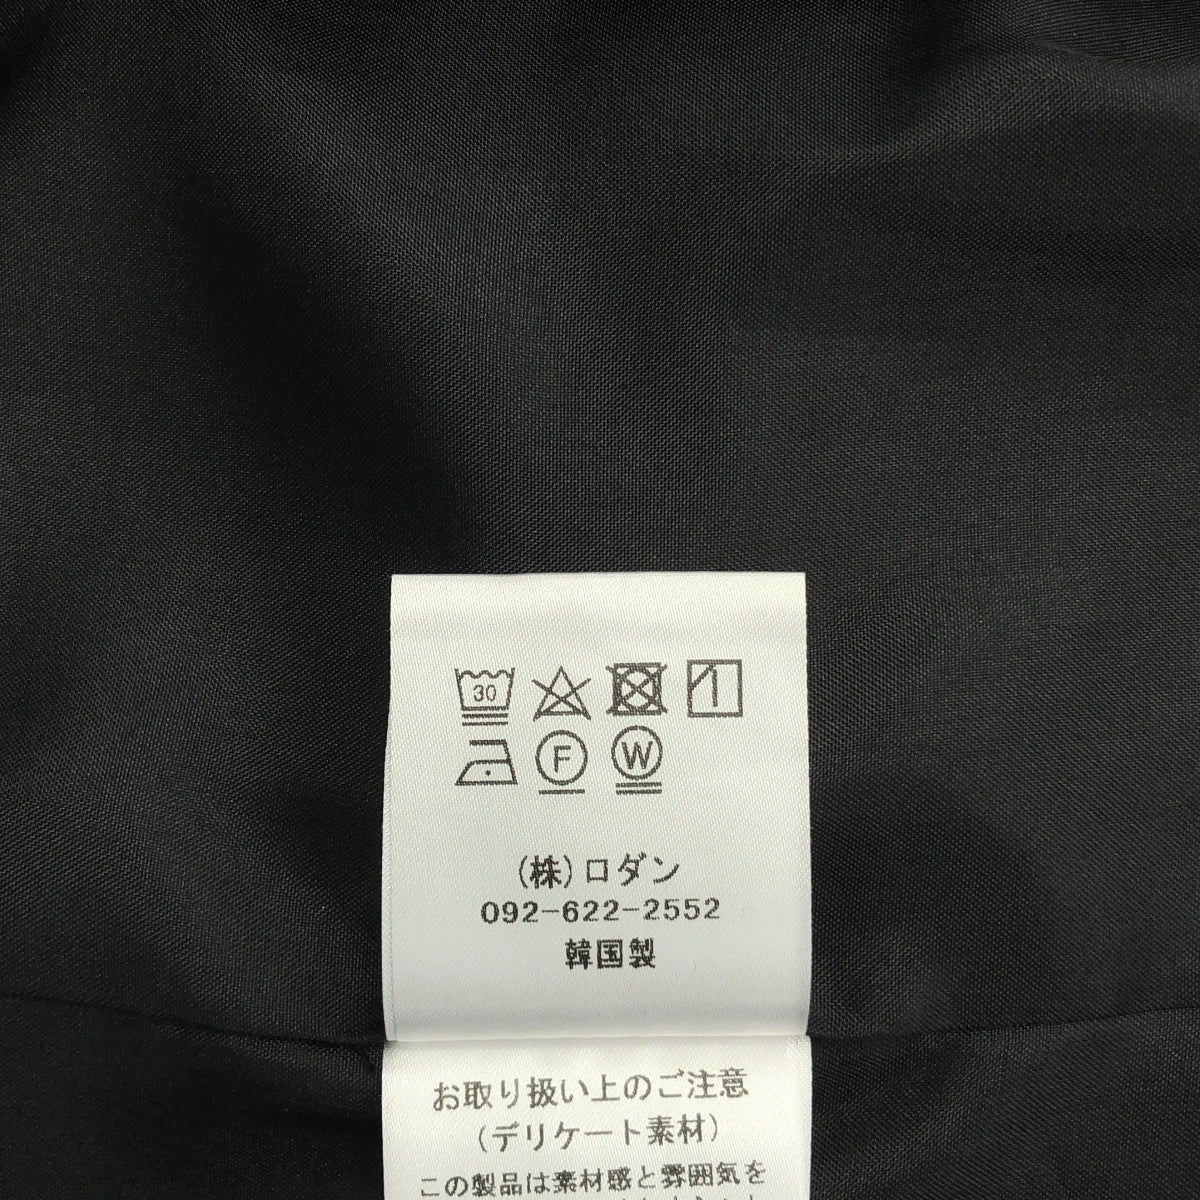 30
F W
(株)ロダン
092-622-2552
韓国製
お取り扱い上のご注意
(デリケート素材)
この製品は素材感と雰囲気を